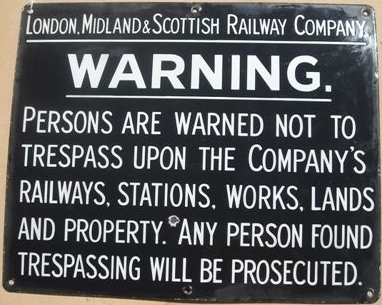 LONDON, MIDLAND & SCOTTISH RAILWAY COMPANY.
WARNING.
PERSONS ARE WARNED NOT TO
TRESPASS UPON THE COMPANY'S
RAILWAYS, STATIONS, WORKS, LANDS
AND PROPERTY. ANY PERSON FOUND
TRESPASSING WILL BE PROSECUTED.